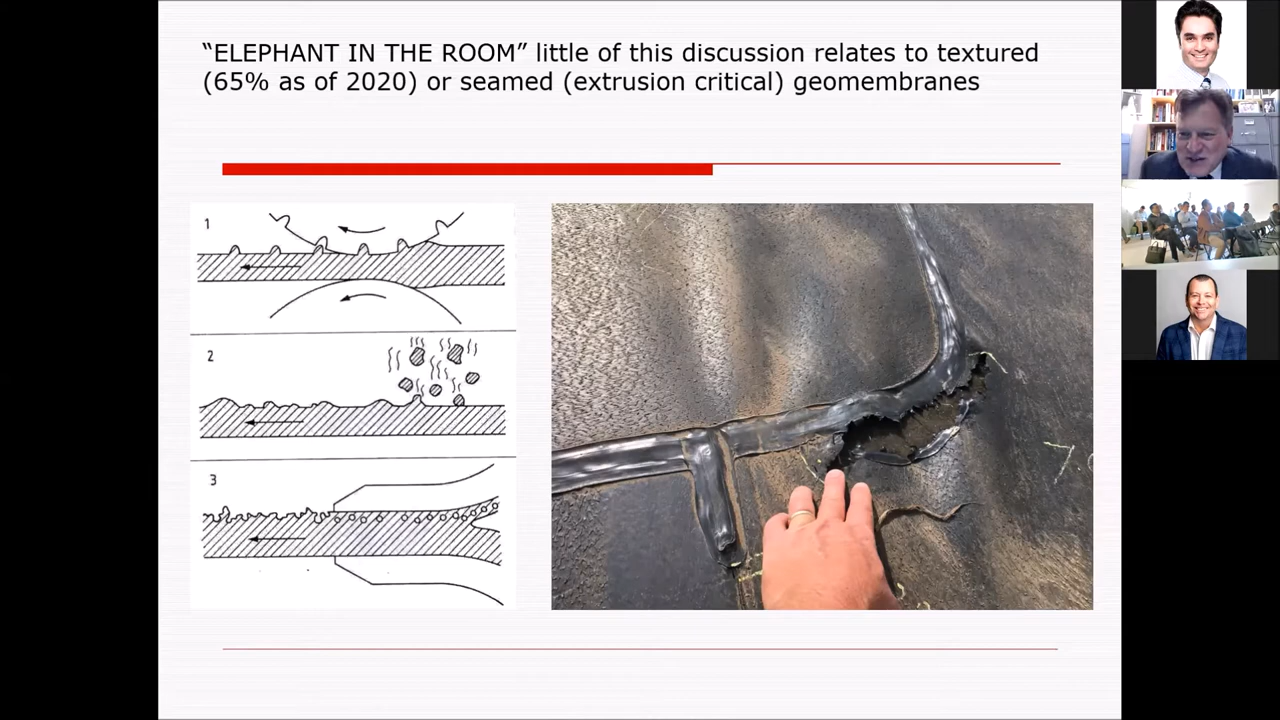 “ELEPHANT IN THE ROOM” little of this discussion relates to textured
(65% as of 2020) or seamed (extrusion critical) geomembranes
1
2
3